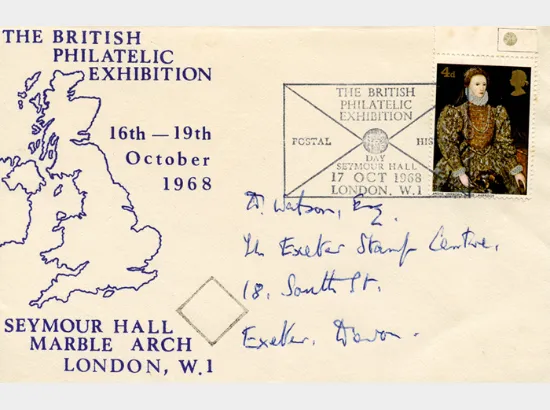 THE BRITISH
PHILATELIC
EXHIBITION
16th — 19th
October
1968
SEYMOUR HALL
MARBLE ARCH
LONDON, W.1
THE BRITISH
PHILATELIC
EXHIBITION
POSTAL HIS
DAY
SEYMOUR HALL
17 OCT 1968
LONDON, W.1
4d
D. Watson, Esq.
The Exeter Stamp Centre,
18, South St.
Exeter, Devon.